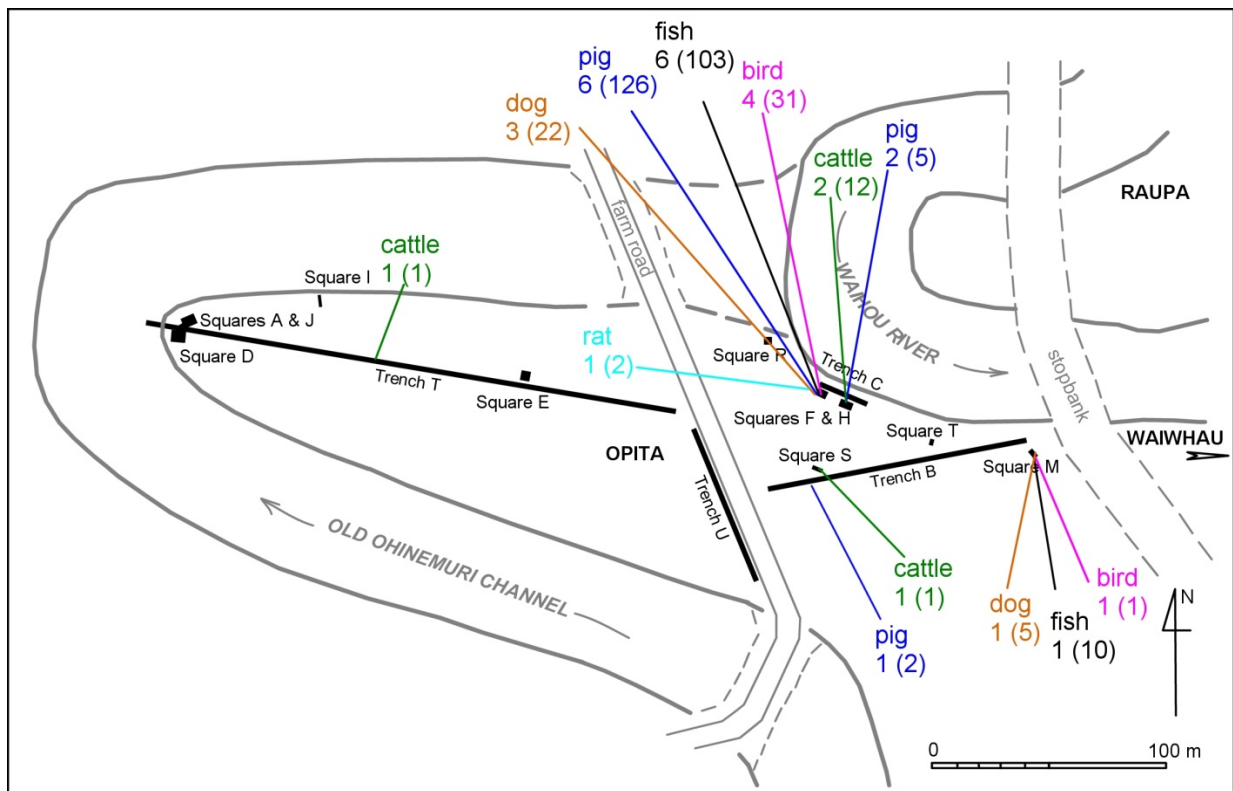 fish
6 (103)
pig
6 (126)
bird
4 (31)
dog
3 (22)
pig
2 (5)
cattle
2 (12)
RAUPA
farm road
cattle
1 (1)
Square I
WAIHOU RIVER
Squares A & J
Square D
Trench T
Square E
rat
1 (2)
Square P
Trench C
Squares F & H
stopbank
Square T
WAIWHAU
OPITA
Square S
Trench B
Square M
Trench U
OLD OHINEMURI CHANNEL
cattle
1 (1)
pig
1 (2)
dog
1 (5)
fish
1 (10)
bird
1 (1)
N
0
100 m